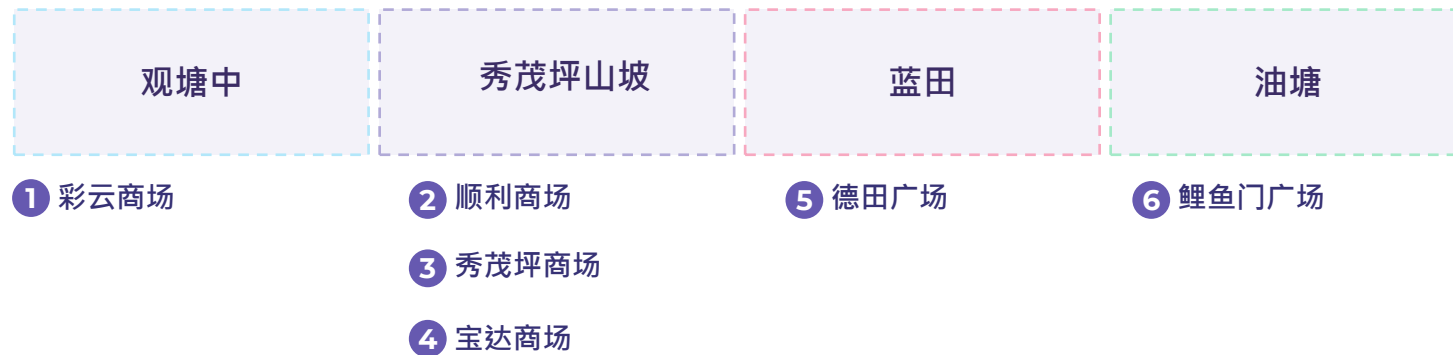 观塘中
秀茂坪山坡
蓝田
油塘
1 彩云商场
2 顺利商场
3 秀茂坪商场
4 宝达商场
5 德田广场
6 鲤鱼门广场